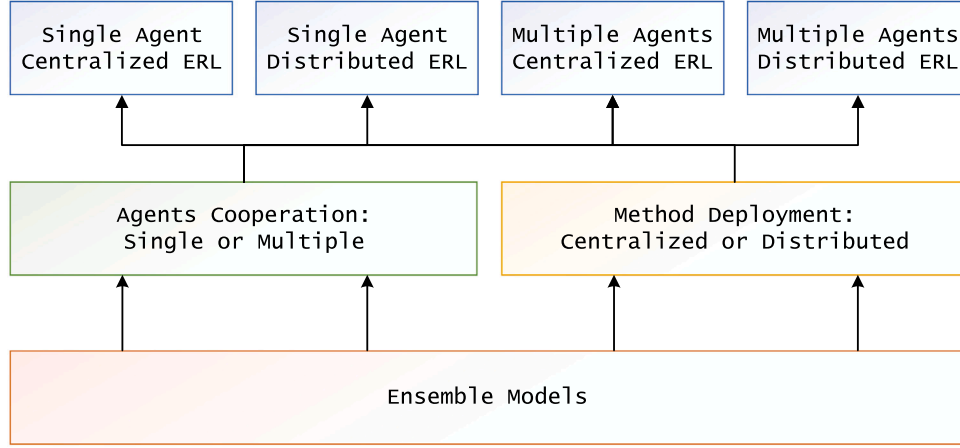 Single Agent
Centralized ERL
Single Agent
Distributed ERL
Multiple Agents
Centralized ERL
Multiple Agents
Distributed ERL
Agents Cooperation:
Single or Multiple
Method Deployment:
Centralized or Distributed
Ensemble Models